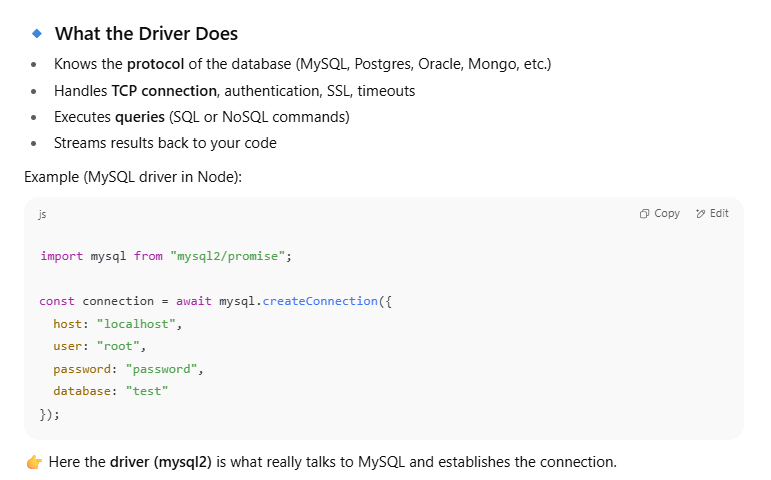 🔹 What the Driver Does
• Knows the protocol of the database (MySQL, Postgres, Oracle, Mongo, etc.)
• Handles TCP connection, authentication, SSL, timeouts
• Executes queries (SQL or NoSQL commands)
• Streams results back to your code
Example (MySQL driver in Node):
js Copy Edit
import mysql from "mysql2/promise";
const connection = await mysql.createConnection({
  host: "localhost",
  user: "root",
  password: "password",
  database: "test"
});
👉 Here the driver (mysql2) is what really talks to MySQL and establishes the connection.